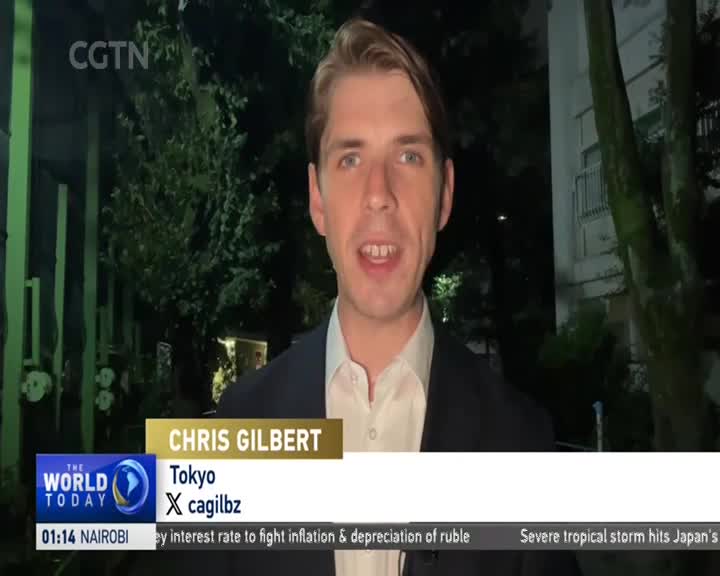 CGTN
CHRIS GILBERT
Tokyo
X cagilbz
THE
WORLD
TODAY
01:14 NAIROBI
ey interest rate to fight inflation & depreciation of ruble Severe tropical storm hits Japan's